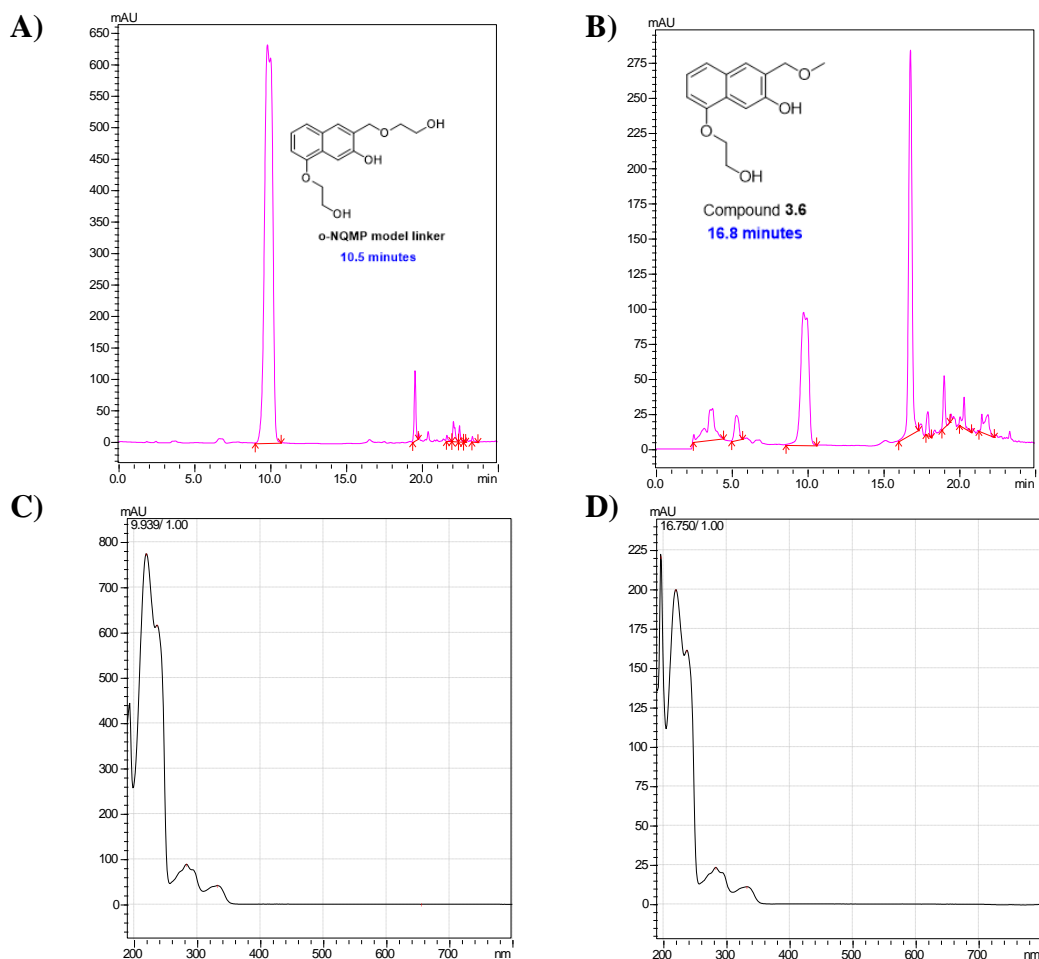 A)
mAU
650
600
550
500
450
400
350
300
250
200
150
100
50
0
0.0
5.0
10.0
15.0
20.0
min
OH
O
OH
O
OH
o-NQMP model linker
10.5 minutes
B)
mAU
275
250
225
200
175
150
125
100
75
50
25
0
0.0
5.0
10.0
15.0
20.0
min
O
OH
O
OH
Compound 3.6
16.8 minutes
C)
mAU
9.939/ 1.00
800
700
600
500
400
300
200
100
0
200
300
400
500
600
700
nm
D)
mAU
16.750/ 1.00
225
200
175
150
125
100
75
50
25
0
200
300
400
500
600
700
nm